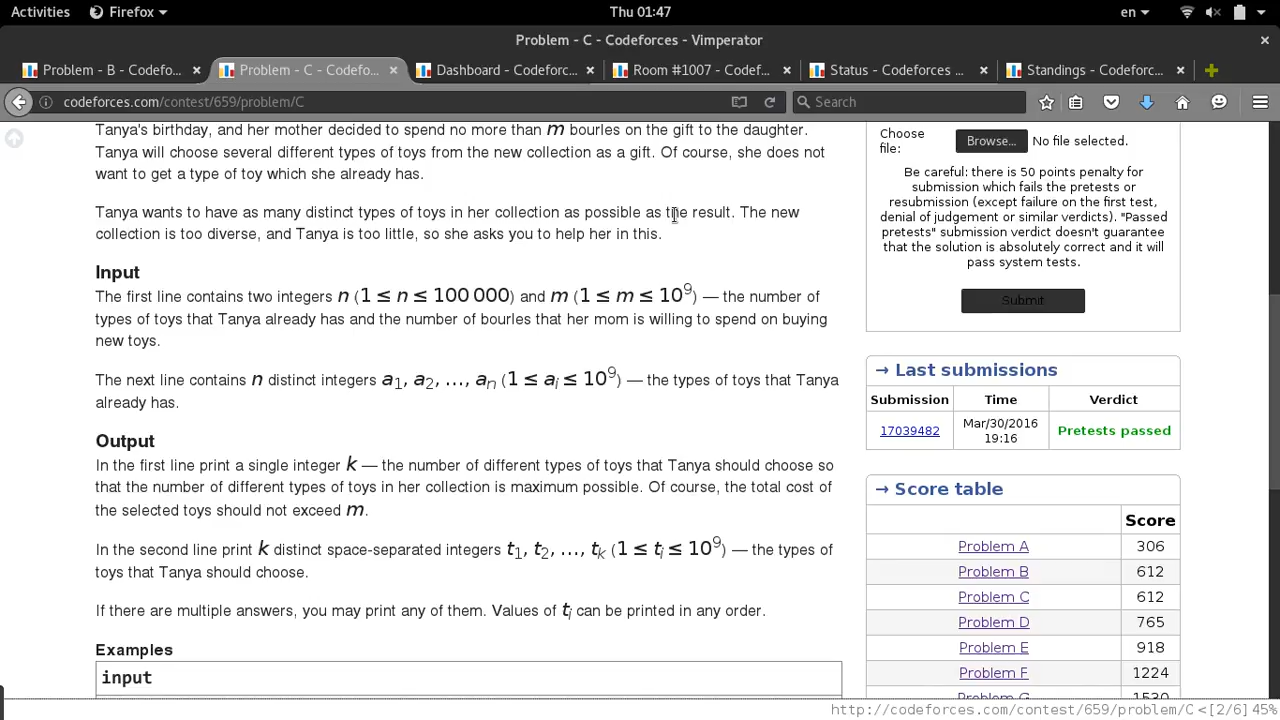 Activities Firefox Thu 01:47 en
Problem - C - Codeforces - Vimperator
Problem - B - Codefo... Problem - C - Codefo... Dashboard - Codeforc... Room #1007 - Codef... Status - Codeforces ... Standings - Codeforc...
codeforces.com/contest/659/problem/C Search
Tanya's birthday, and her mother decided to spend no more than m bourles on the gift to the daughter.
Tanya will choose several different types of toys from the new collection as a gift. Of course, she does not
want to get a type of toy which she already has.
Tanya wants to have as many distinct types of toys in her collection as possible as the result. The new
collection is too diverse, and Tanya is too little, so she asks you to help her in this.
Input
The first line contains two integers n (1 ≤ n ≤ 100 000) and m (1 ≤ m ≤ 10⁹) — the number of
types of toys that Tanya already has and the number of bourles that her mom is willing to spend on buying
new toys.
The next line contains n distinct integers a₁, a₂, ..., aₙ (1 ≤ aᵢ ≤ 10⁹) — the types of toys that Tanya
already has.
Output
In the first line print a single integer k — the number of different types of toys that Tanya should choose so
that the number of different types of toys in her collection is maximum possible. Of course, the total cost of
the selected toys should not exceed m.
In the second line print k distinct space-separated integers t₁, t₂, ..., tₖ (1 ≤ tᵢ ≤ 10⁹) — the types of
toys that Tanya should choose.
If there are multiple answers, you may print any of them. Values of tᵢ can be printed in any order.
Examples
input
Choose
file: Browse... No file selected.
Be careful: there is 50 points penalty for
submission which fails the pretests or
resubmission (except failure on the first test,
denial of judgement or similar verdicts). "Passed
pretests" submission verdict doesn't guarantee
that the solution is absolutely correct and it will
pass system tests.
Submit
→ Last submissions
Submission Time Verdict
17039482 Mar/30/2016 Pretests passed
19:16
→ Score table
Score
Problem A 306
Problem B 612
Problem C 612
Problem D 765
Problem E 918
Problem F 1224
Problem G 1530
http://codeforces.com/contest/659/problem/C <[2/6] 45%